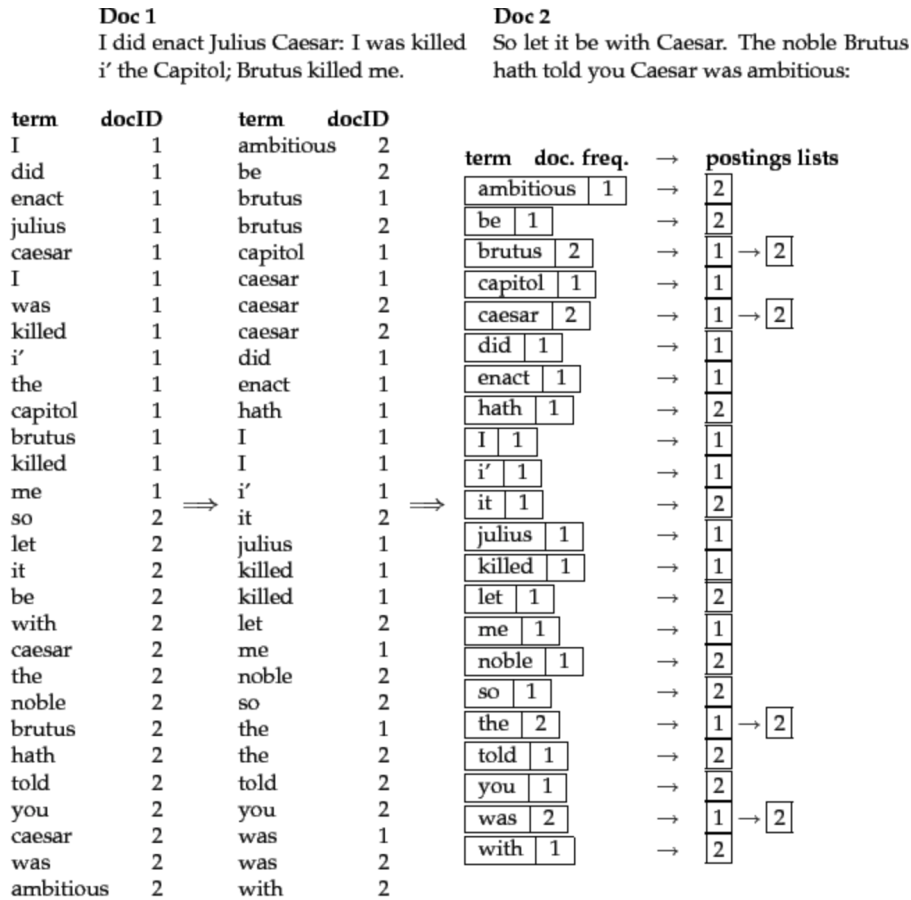 Doc 1
I did enact Julius Caesar: I was killed
i′ the Capitol; Brutus killed me.
Doc 2
So let it be with Caesar. The noble Brutus
hath told you Caesar was ambitious:
term docID
I 1
did 1
enact 1
julius 1
caesar 1
I 1
was 1
killed 1
i′ 1
the 1
capitol 1
brutus 1
killed 1
me 1
so 2
let 2
it 2
be 2
with 2
caesar 2
the 2
noble 2
brutus 2
hath 2
told 2
you 2
caesar 2
was 2
ambitious 2
⟹
term docID
ambitious 2
be 2
brutus 1
brutus 2
capitol 1
caesar 1
caesar 2
caesar 2
did 1
enact 1
hath 1
I 1
I 1
i′ 1
it 2
julius 1
killed 1
killed 1
let 2
me 1
noble 2
so 2
the 1
the 2
told 2
you 2
was 1
was 2
with 2
⟹
term doc. freq. → postings lists
ambitious 1 → 2
be 1 → 2
brutus 2 → 1 → 2
capitol 1 → 1
caesar 2 → 1 → 2
did 1 → 1
enact 1 → 1
hath 1 → 2
I 1 → 1
i′ 1 → 1
it 1 → 2
julius 1 → 1
killed 1 → 1
let 1 → 2
me 1 → 1
noble 1 → 2
so 1 → 2
the 2 → 1 → 2
told 1 → 2
you 1 → 2
was 2 → 1 → 2
with 1 → 2